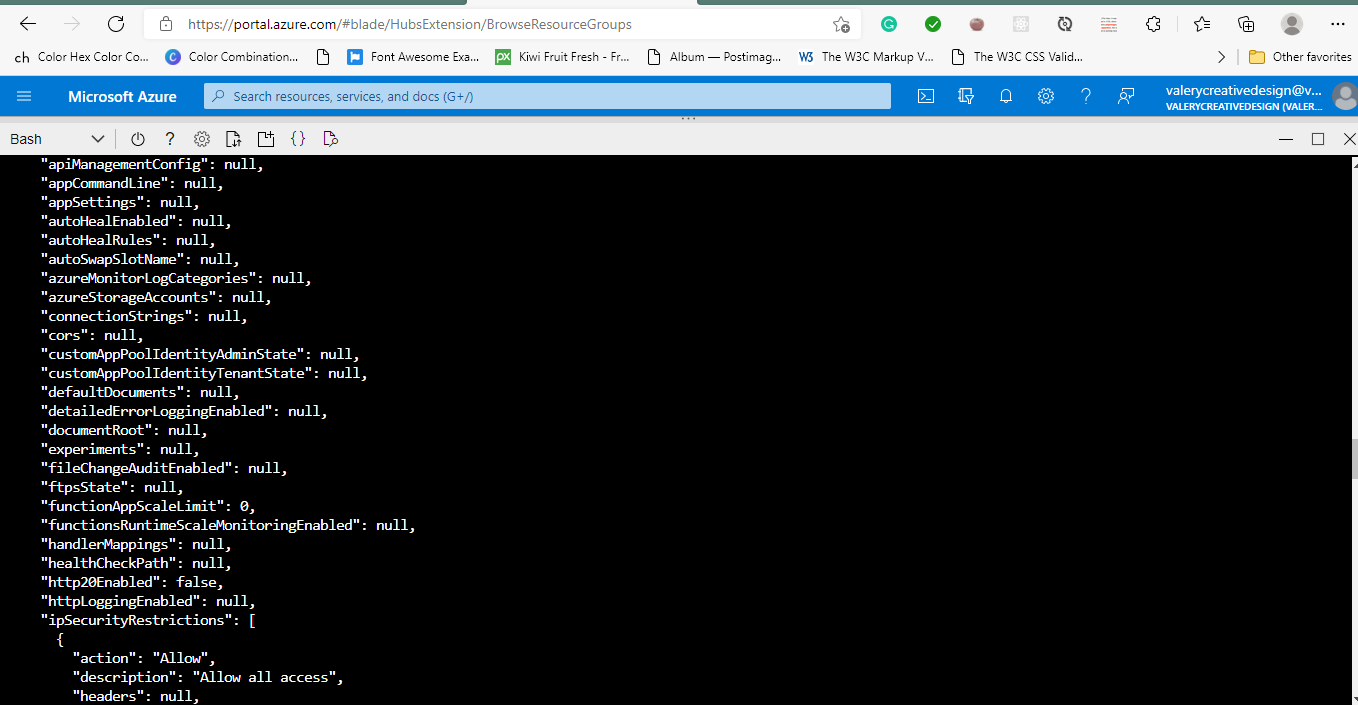 https://portal.azure.com/#blade/HubsExtension/BrowseResourceGroups
ch Color Hex Color Co... C Color Combination... Font Awesome Exa... px Kiwi Fruit Fresh - Fr... Album — Postimag... W3 The W3C Markup V... The W3C CSS Valid... Other favorites
Microsoft Azure Search resources, services, and docs (G+/) valerycreativedesign@v...
VALERYCREATIVEDESIGN (VALER...
Bash ? { }
"apiManagementConfig": null,
"appCommandLine": null,
"appSettings": null,
"autoHealEnabled": null,
"autoHealRules": null,
"autoSwapSlotName": null,
"azureMonitorLogCategories": null,
"azureStorageAccounts": null,
"connectionStrings": null,
"cors": null,
"customAppPoolIdentityAdminState": null,
"customAppPoolIdentityTenantState": null,
"defaultDocuments": null,
"detailedErrorLoggingEnabled": null,
"documentRoot": null,
"experiments": null,
"fileChangeAuditEnabled": null,
"ftpsState": null,
"functionAppScaleLimit": 0,
"functionsRuntimeScaleMonitoringEnabled": null,
"handlerMappings": null,
"healthCheckPath": null,
"http20Enabled": false,
"httpLoggingEnabled": null,
"ipSecurityRestrictions": [
{
"action": "Allow",
"description": "Allow all access",
"headers": null,